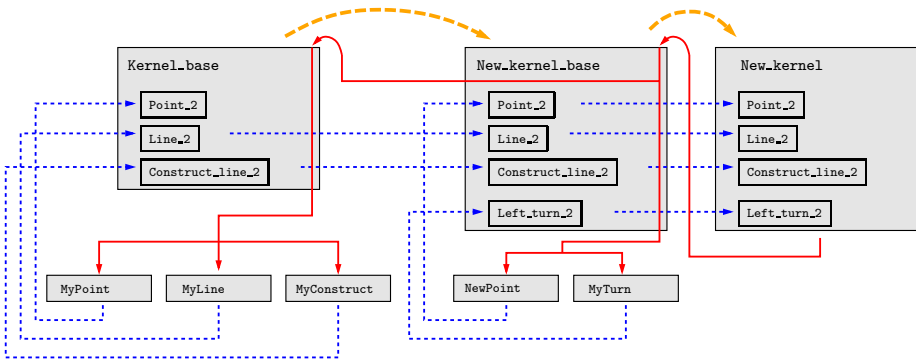 Kernel_base
Point_2
Line_2
Construct_line_2
New_kernel_base
Point_2
Line_2
Construct_line_2
Left_turn_2
New_kernel
Point_2
Line_2
Construct_line_2
Left_turn_2
MyPoint
MyLine
MyConstruct
NewPoint
MyTurn